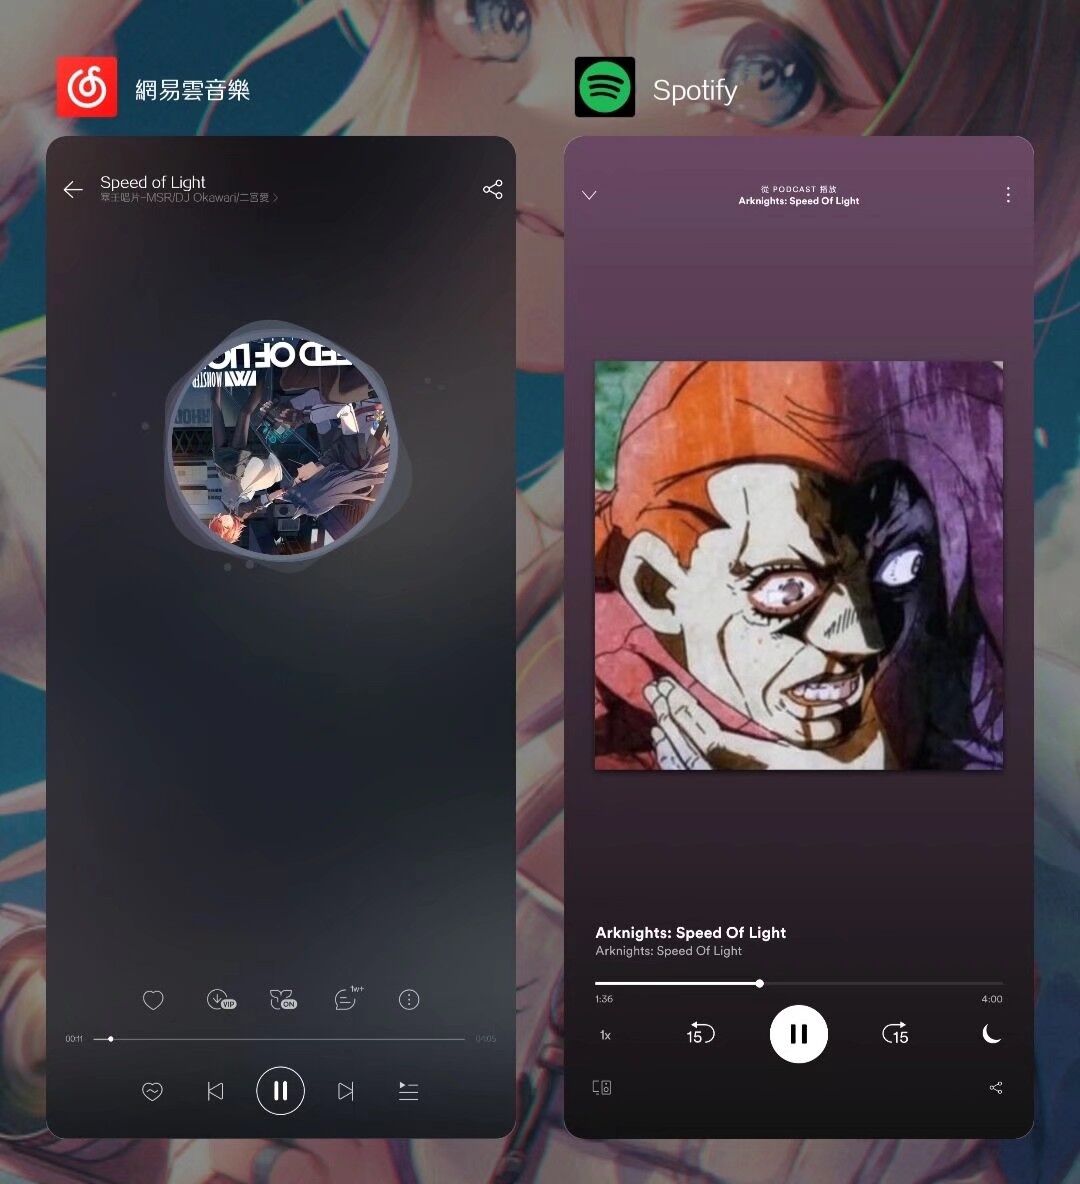 網易雲音樂
Speed of Light
塞壬唱片-MSR/DJ Okawari/二宮愛 >
ED OF LIG
MONSTER
RHOD
1w+
VIP
ON
00:11
04:05
Spotify
從 PODCAST 播放
Arknights: Speed Of Light
Arknights: Speed Of Light
Arknights: Speed Of Light
1:36
4:00
1x
15
15